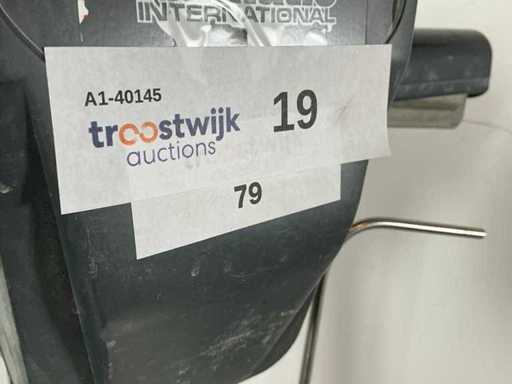 INTERNATIONAL
A1-40145
troostwijk
auctions
19
79